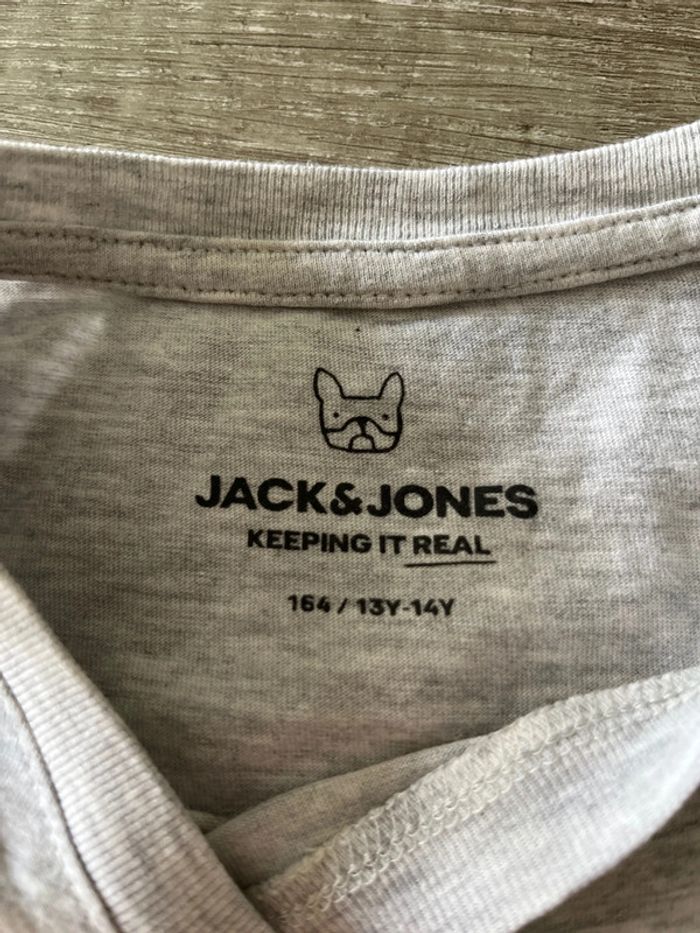 JACK&JONES
KEEPING IT REAL
164 / 13Y-14Y